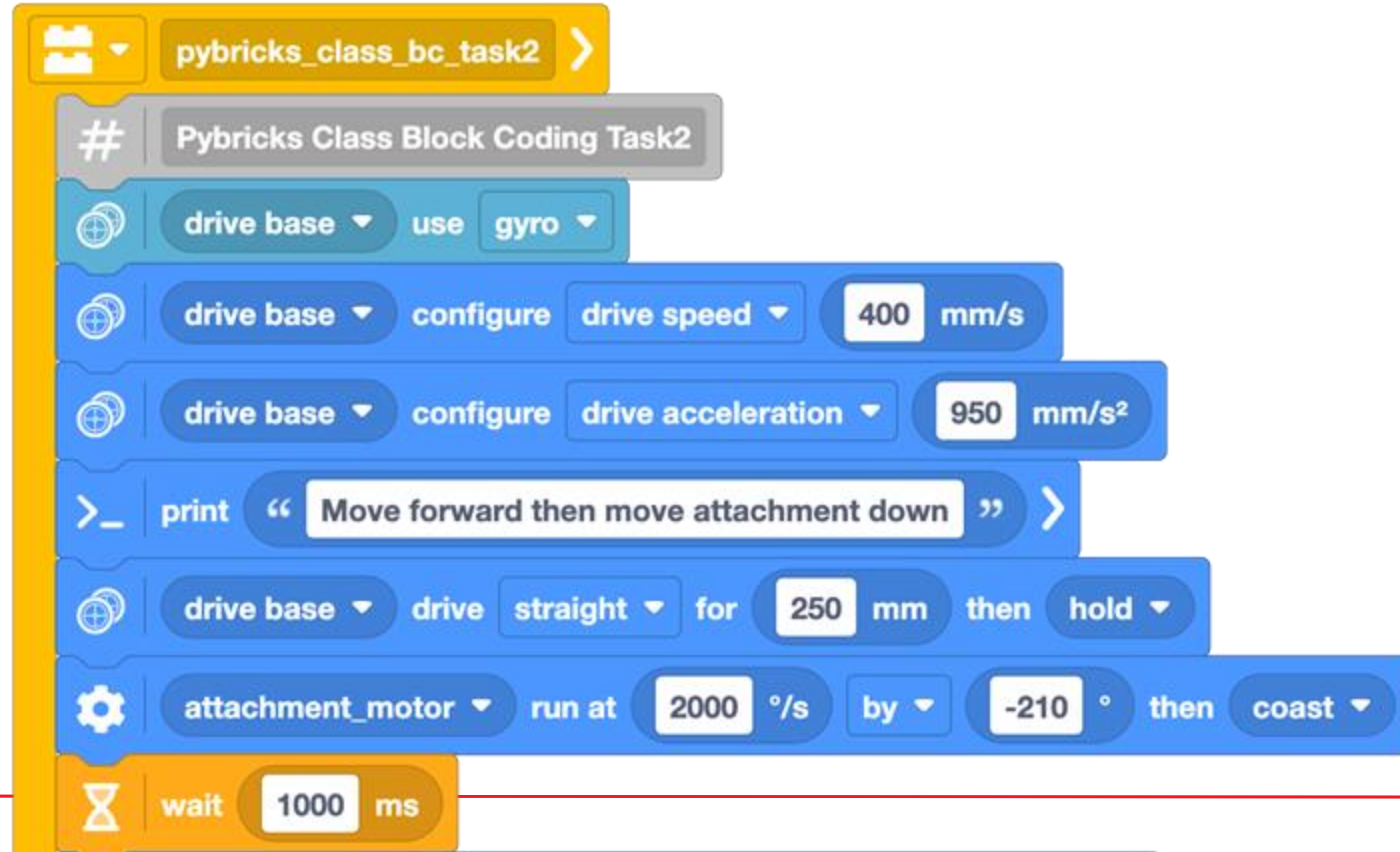 pybricks_class_bc_task2
# Pybricks Class Block Coding Task2
drive base use gyro
drive base configure drive speed 400 mm/s
drive base configure drive acceleration 950 mm/s²
print “ Move forward then move attachment down ”
drive base drive straight for 250 mm then hold
attachment_motor run at 2000 °/s by -210 ° then coast
wait 1000 ms